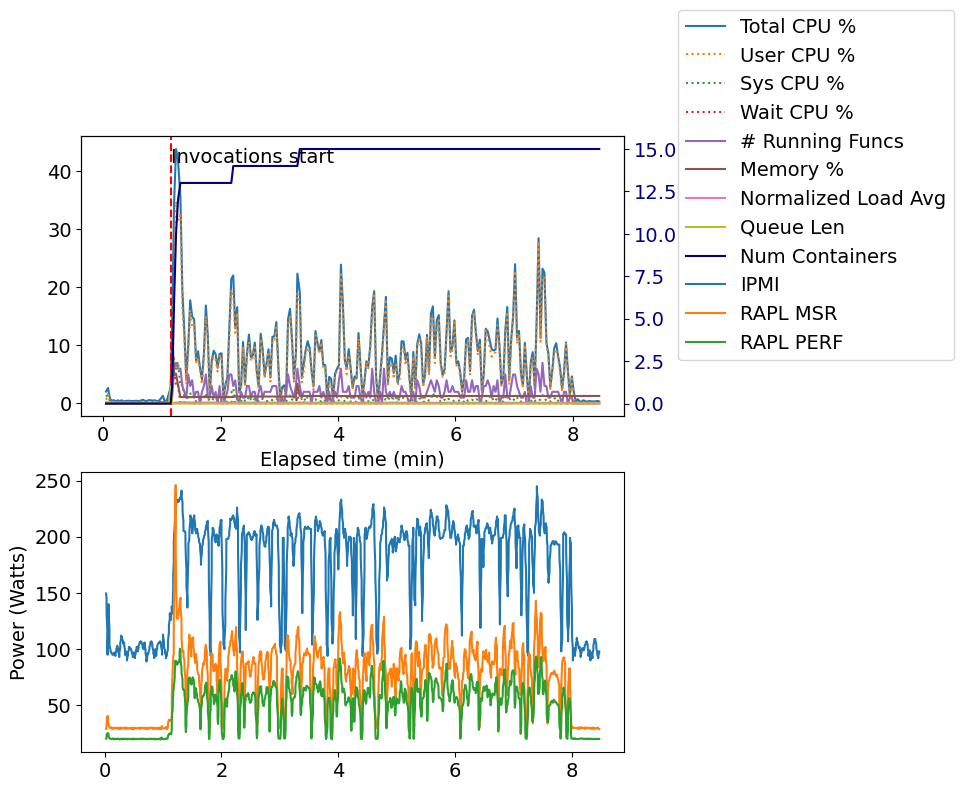 Total CPU %
User CPU %
Sys CPU %
Wait CPU %
# Running Funcs
Memory %
Normalized Load Avg
Queue Len
Num Containers
IPMI
RAPL MSR
RAPL PERF
Invocations start
40
30
20
10
0
15.0
12.5
10.0
7.5
5.0
2.5
0.0
0 2 4 6 8
Elapsed time (min)
Power (Watts)
250
200
150
100
50
0 2 4 6 8